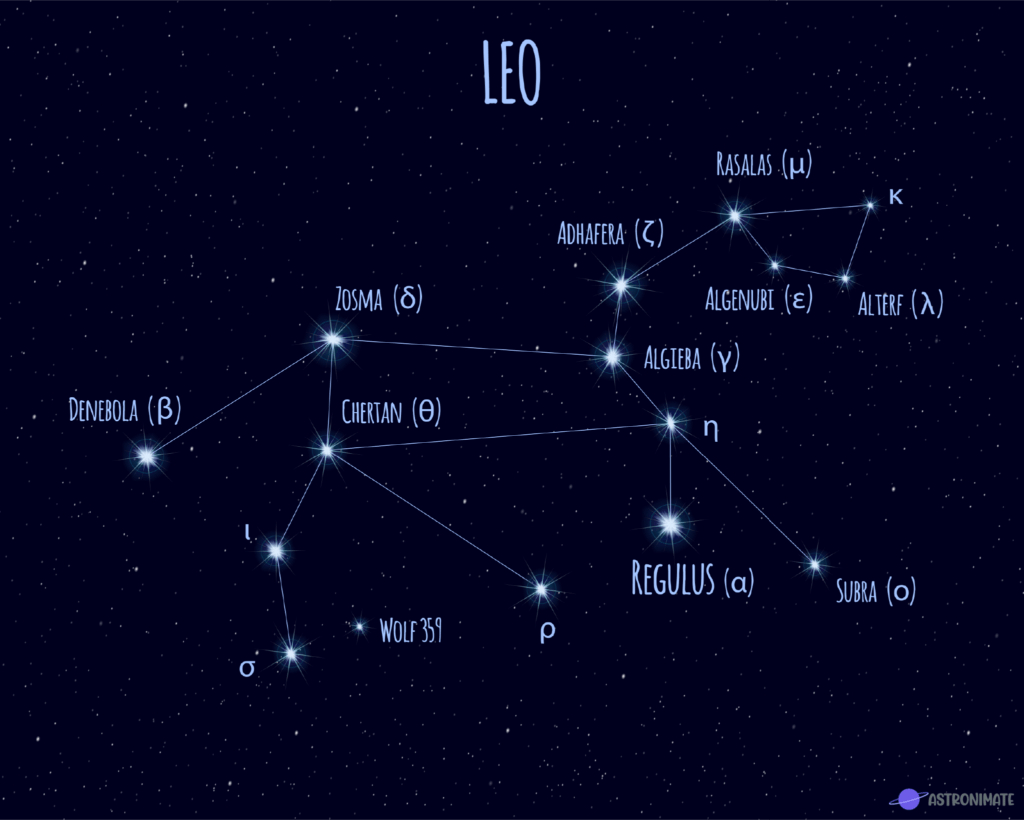 LEO
RASALAS (μ)
κ
ADHAFERA (ζ)
ZOSMA (δ)
ALGENUBI (ε)
ALTERF (λ)
ALGIEBA (γ)
DENEBOLA (β)
CHERTAN (θ)
η
ι
REGULUS (α)
SUBRA (ο)
WOLF 359
ρ
σ
ASTRONIMATE